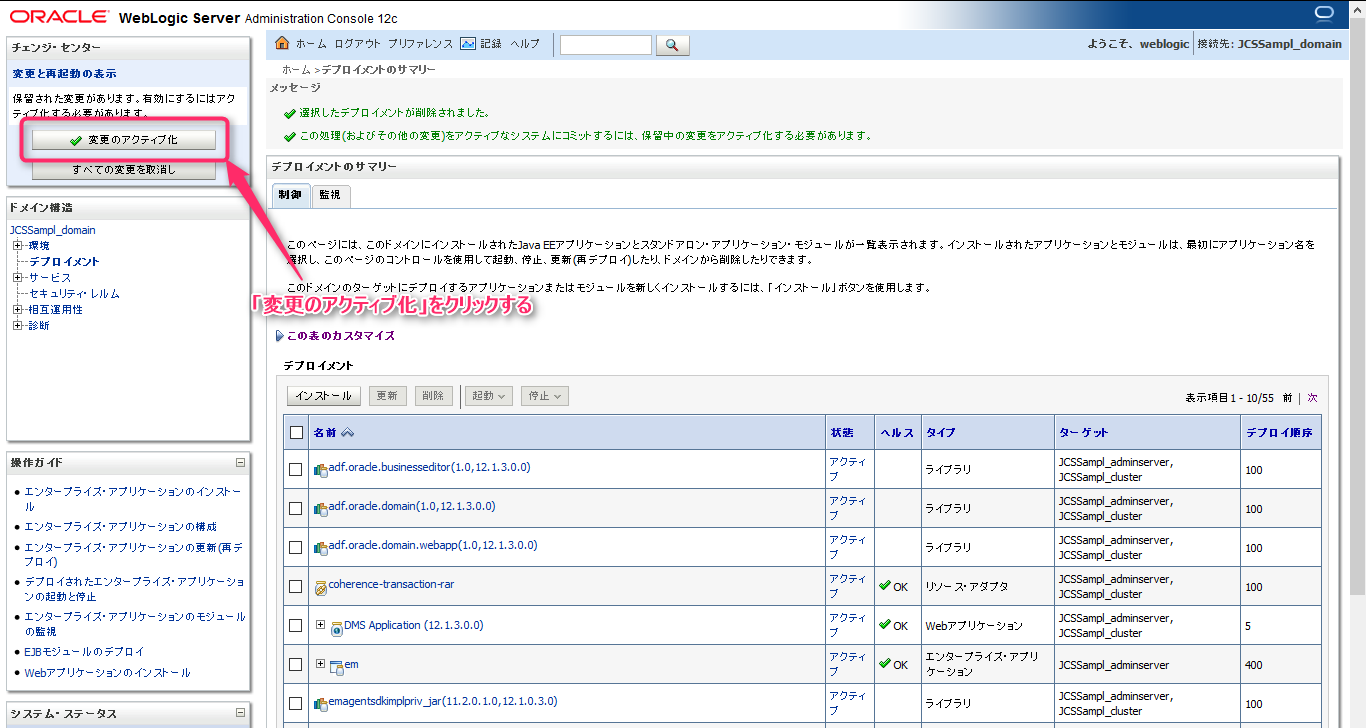 ORACLE WebLogic Server Administration Console 12c
チェンジ・センター
変更と再起動の表示
保留された変更があります。有効にするにはアク
ティブ化する必要があります。
変更のアクティブ化
すべての変更を取消し
ドメイン構造
JCSSampl_domain
環境
デプロイメント
サービス
セキュリティ・レルム
相互運用性
診断
操作ガイド
エンタープライズ・アプリケーションのインストー
ル
エンタープライズ・アプリケーションの構成
エンタープライズ・アプリケーションの更新(再デ
プロイ)
デプロイされたエンタープライズ・アプリケーショ
ンの起動と停止
エンタープライズ・アプリケーションのモジュール
の監視
EJBモジュールのデプロイ
Webアプリケーションのインストール
システム・ステータス
ホーム ログアウト プリファレンス 記録 ヘルプ
ようこそ、weblogic 接続先: JCSSampl_domain
ホーム >デプロイメントのサマリー
メッセージ
選択したデプロイメントが削除されました。
この処理(およびその他の変更)をアクティブなシステムにコミットするには、保留中の変更をアクティブ化する必要があります。
デプロイメントのサマリー
制御 監視
このページには、このドメインにインストールされたJava EEアプリケーションとスタンドアロン・アプリケーション・モジュールが一覧表示されます。インストールされたアプリケーションとモジュールは、最初にアプリケーション名を
選択し、このページのコントロールを使用して起動、停止、更新(再デプロイ)したり、ドメインから削除したりできます。
このドメインのターゲットにデプロイするアプリケーションまたはモジュールを新しくインストールするには、「インストール」ボタンを使用します。
「変更のアクティブ化」をクリックする
この表のカスタマイズ
デプロイメント
インストール 更新 削除 起動 停止
表示項目1 - 10/55 前 | 次
名前 状態 ヘルス タイプ ターゲット デプロイ順序
adf.oracle.businesseditor(1.0,12.1.3.0.0) アクティブ ライブラリ JCSSampl_adminserver, JCSSampl_cluster 100
adf.oracle.domain(1.0,12.1.3.0.0) アクティブ ライブラリ JCSSampl_adminserver, JCSSampl_cluster 100
adf.oracle.domain.webapp(1.0,12.1.3.0.0) アクティブ ライブラリ JCSSampl_adminserver, JCSSampl_cluster 100
coherence-transaction-rar アクティブ OK リソース・アダプタ JCSSampl_adminserver, JCSSampl_cluster 100
DMS Application (12.1.3.0.0) アクティブ OK Webアプリケーション JCSSampl_adminserver, JCSSampl_cluster 5
em アクティブ OK エンタープライズ・アプリケーション JCSSampl_adminserver 400
emagentsdkimplpriv_jar(11.2.0.1.0,12.1.0.3.0) アクティブ ライブラリ JCSSampl_adminserver, JCSSampl_cluster 100